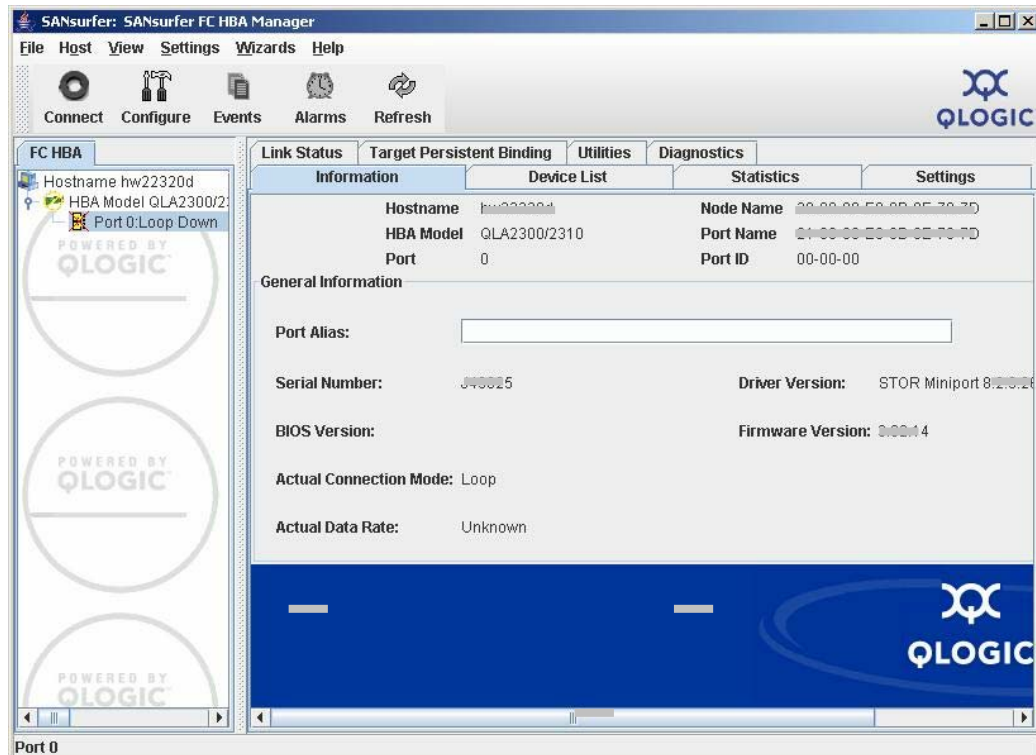 SANsurfer: SANsurfer FC HBA Manager
File Host View Settings Wizards Help
Connect Configure Events Alarms Refresh
QLOGIC
FC HBA
Hostname hw22320d
HBA Model QLA2300/2
Port 0:Loop Down
POWERED BY
QLOGIC
POWERED BY
QLOGIC
POWERED BY
QLOGIC
Link Status Target Persistent Binding Utilities Diagnostics
Information Device List Statistics Settings
Hostname Node Name
HBA Model QLA2300/2310 Port Name
Port 0 Port ID 00-00-00
General Information
Port Alias:
Serial Number: Driver Version: STOR Miniport
BIOS Version: Firmware Version:
Actual Connection Mode: Loop
Actual Data Rate: Unknown
QLOGIC
Port 0